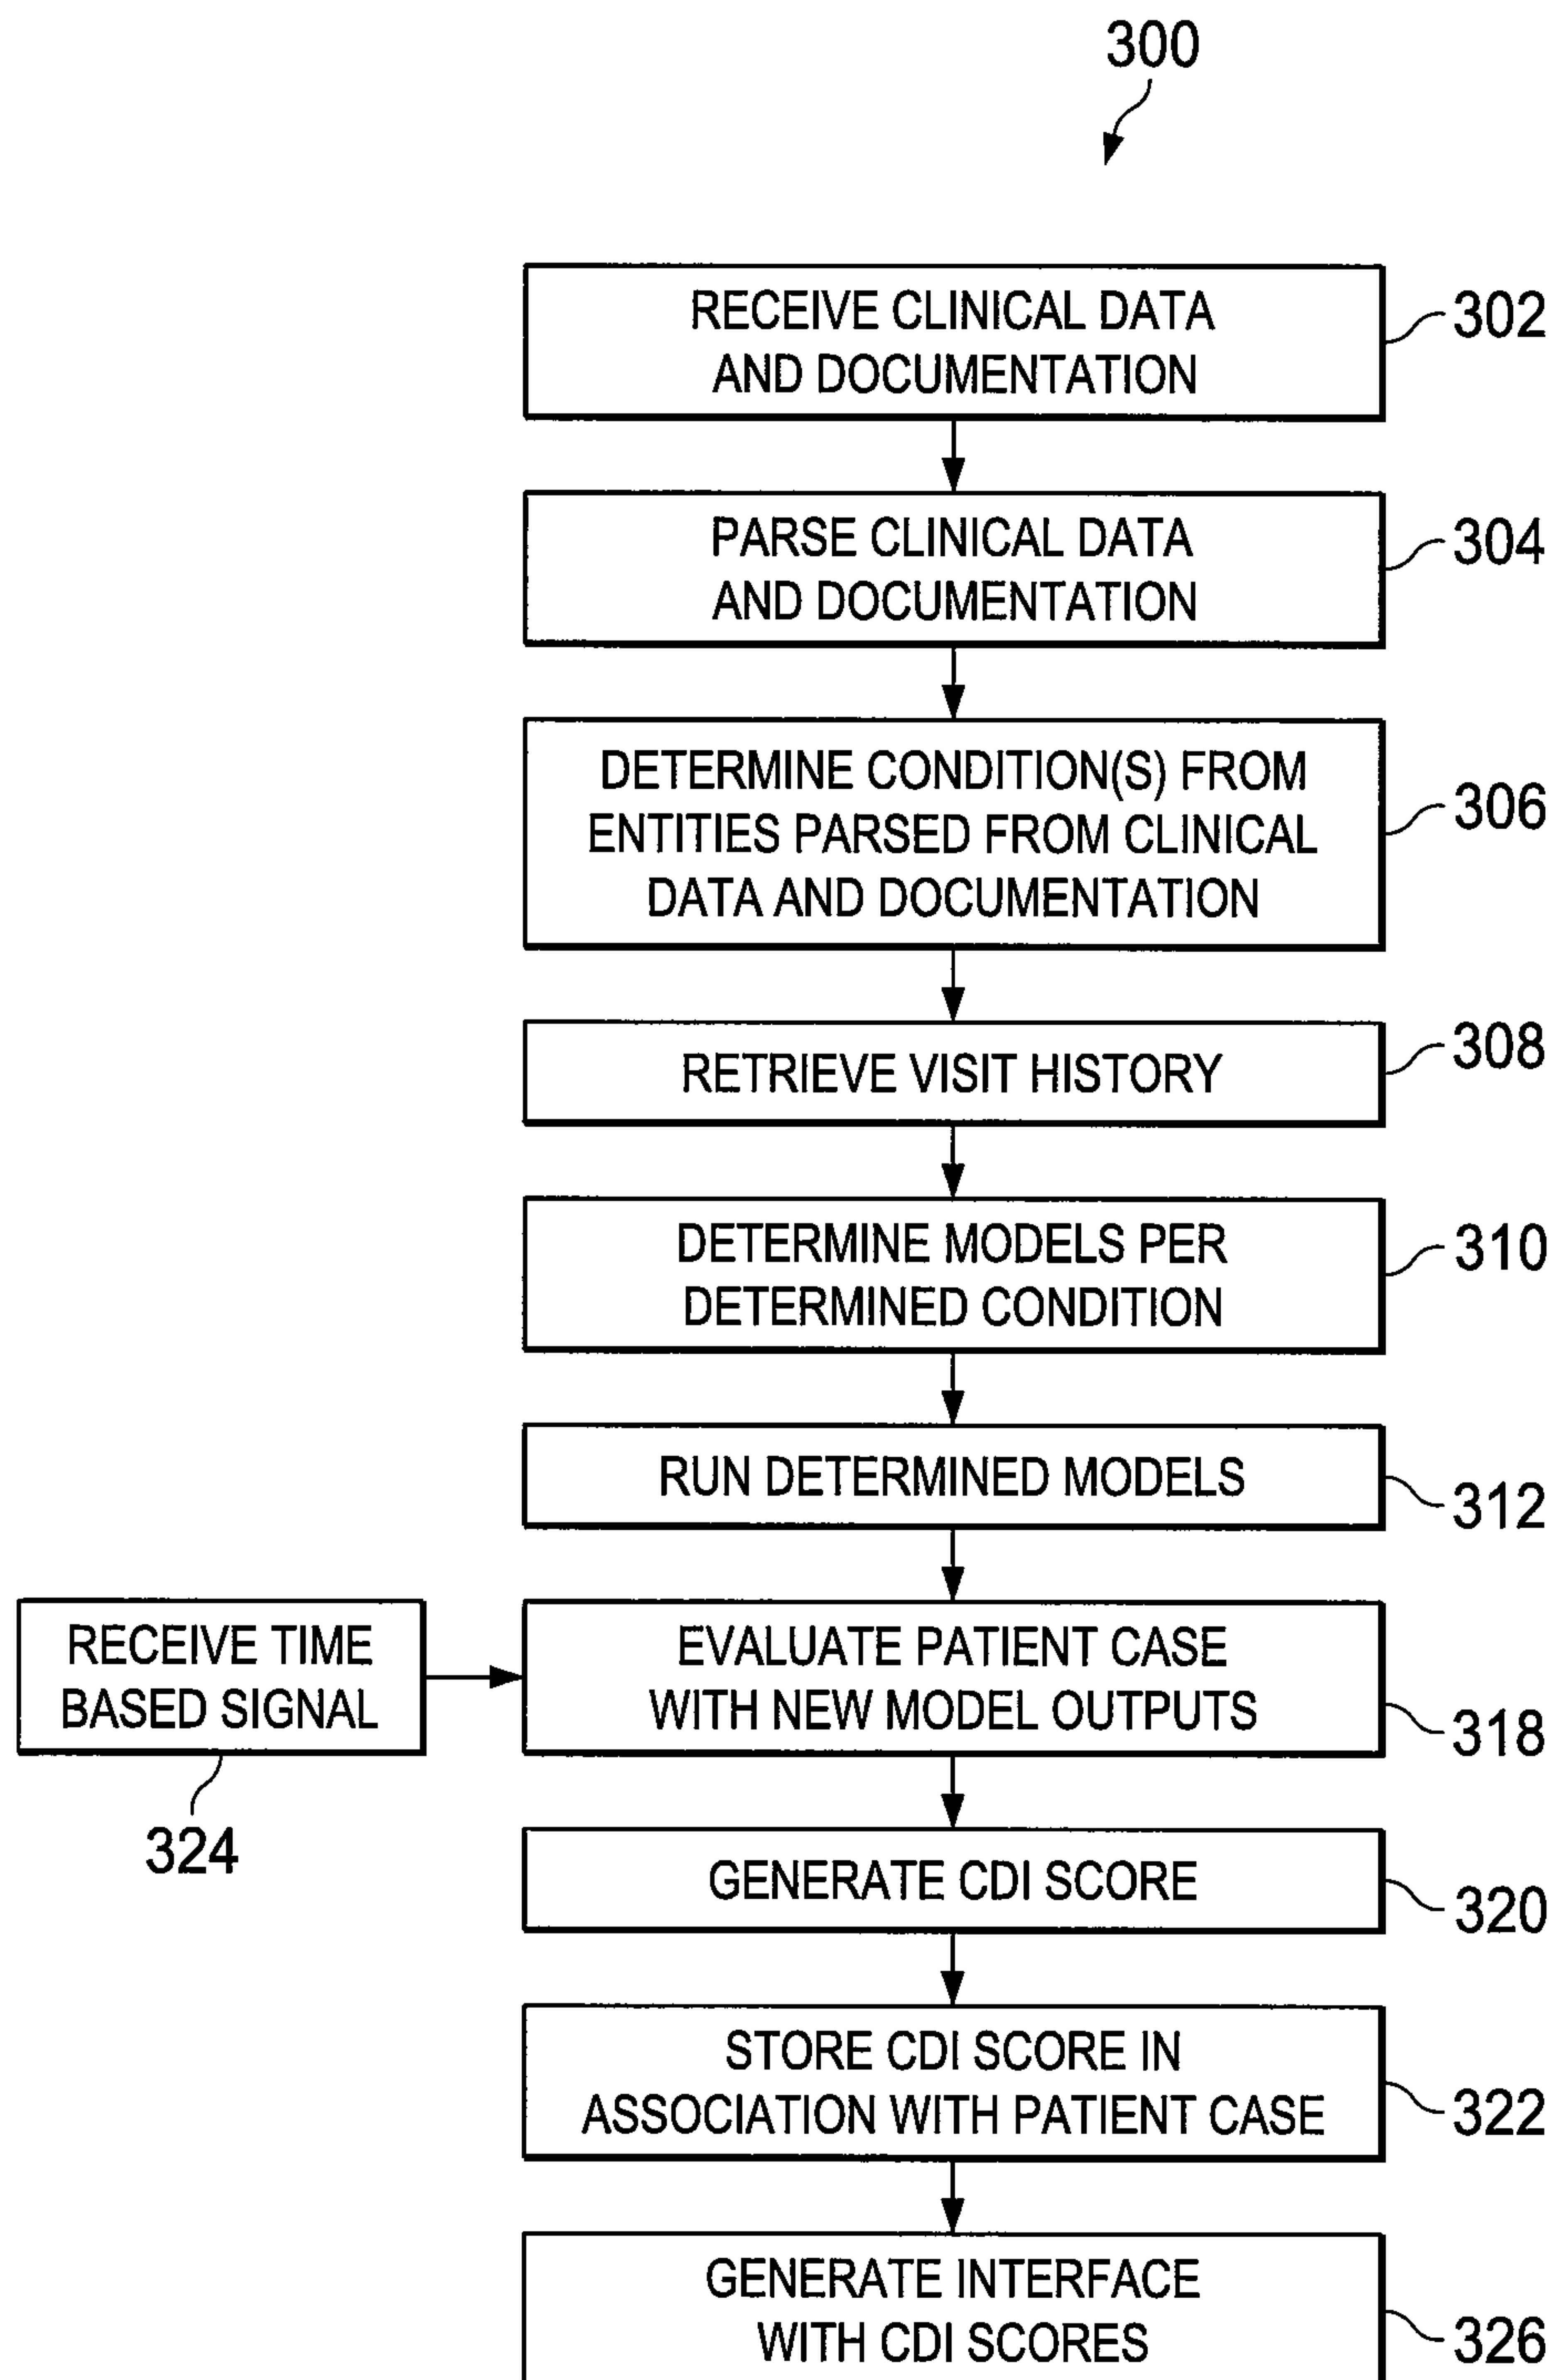 300
RECEIVE CLINICAL DATA
AND DOCUMENTATION
302
PARSE CLINICAL DATA
AND DOCUMENTATION
304
DETERMINE CONDITION(S) FROM
ENTITIES PARSED FROM CLINICAL
DATA AND DOCUMENTATION
306
RETRIEVE VISIT HISTORY
308
DETERMINE MODELS PER
DETERMINED CONDITION
310
RUN DETERMINED MODELS
312
RECEIVE TIME
BASED SIGNAL
324
EVALUATE PATIENT CASE
WITH NEW MODEL OUTPUTS
318
GENERATE CDI SCORE
320
STORE CDI SCORE IN
ASSOCIATION WITH PATIENT CASE
322
GENERATE INTERFACE
WITH CDI SCORES
326